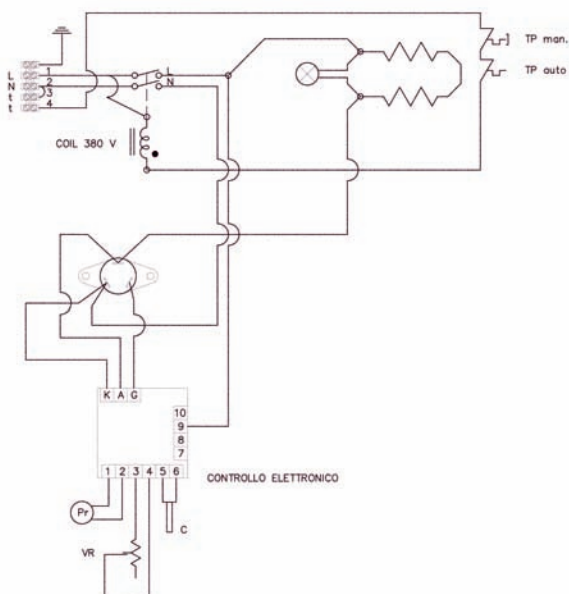 TP man.
TP auto
L 1
N 2
t 3
t 4
L
N
COIL 380 V
K A G
10
9
8
7
1 2 3 4 5 6
CONTROLLO ELETTRONICO
Pr
C
VR